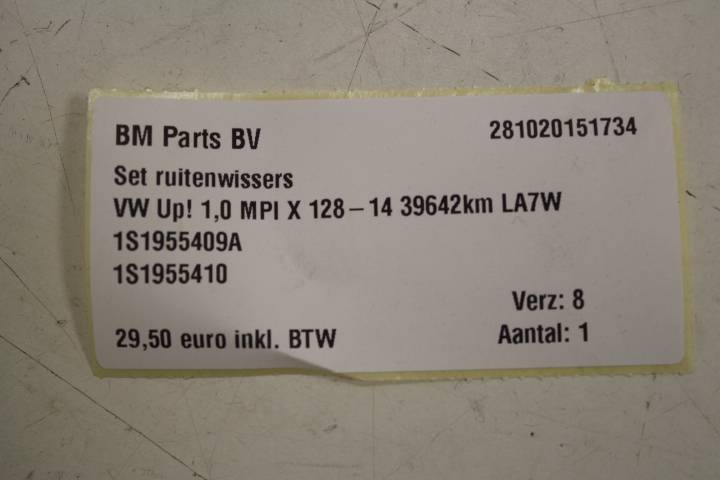 BM Parts BV 281020151734
Set ruitenwissers
VW Up! 1,0 MPI X 128-14 39642km LA7W
1S1955409A
1S1955410
Verz: 8
29,50 euro inkl. BTW Aantal: 1